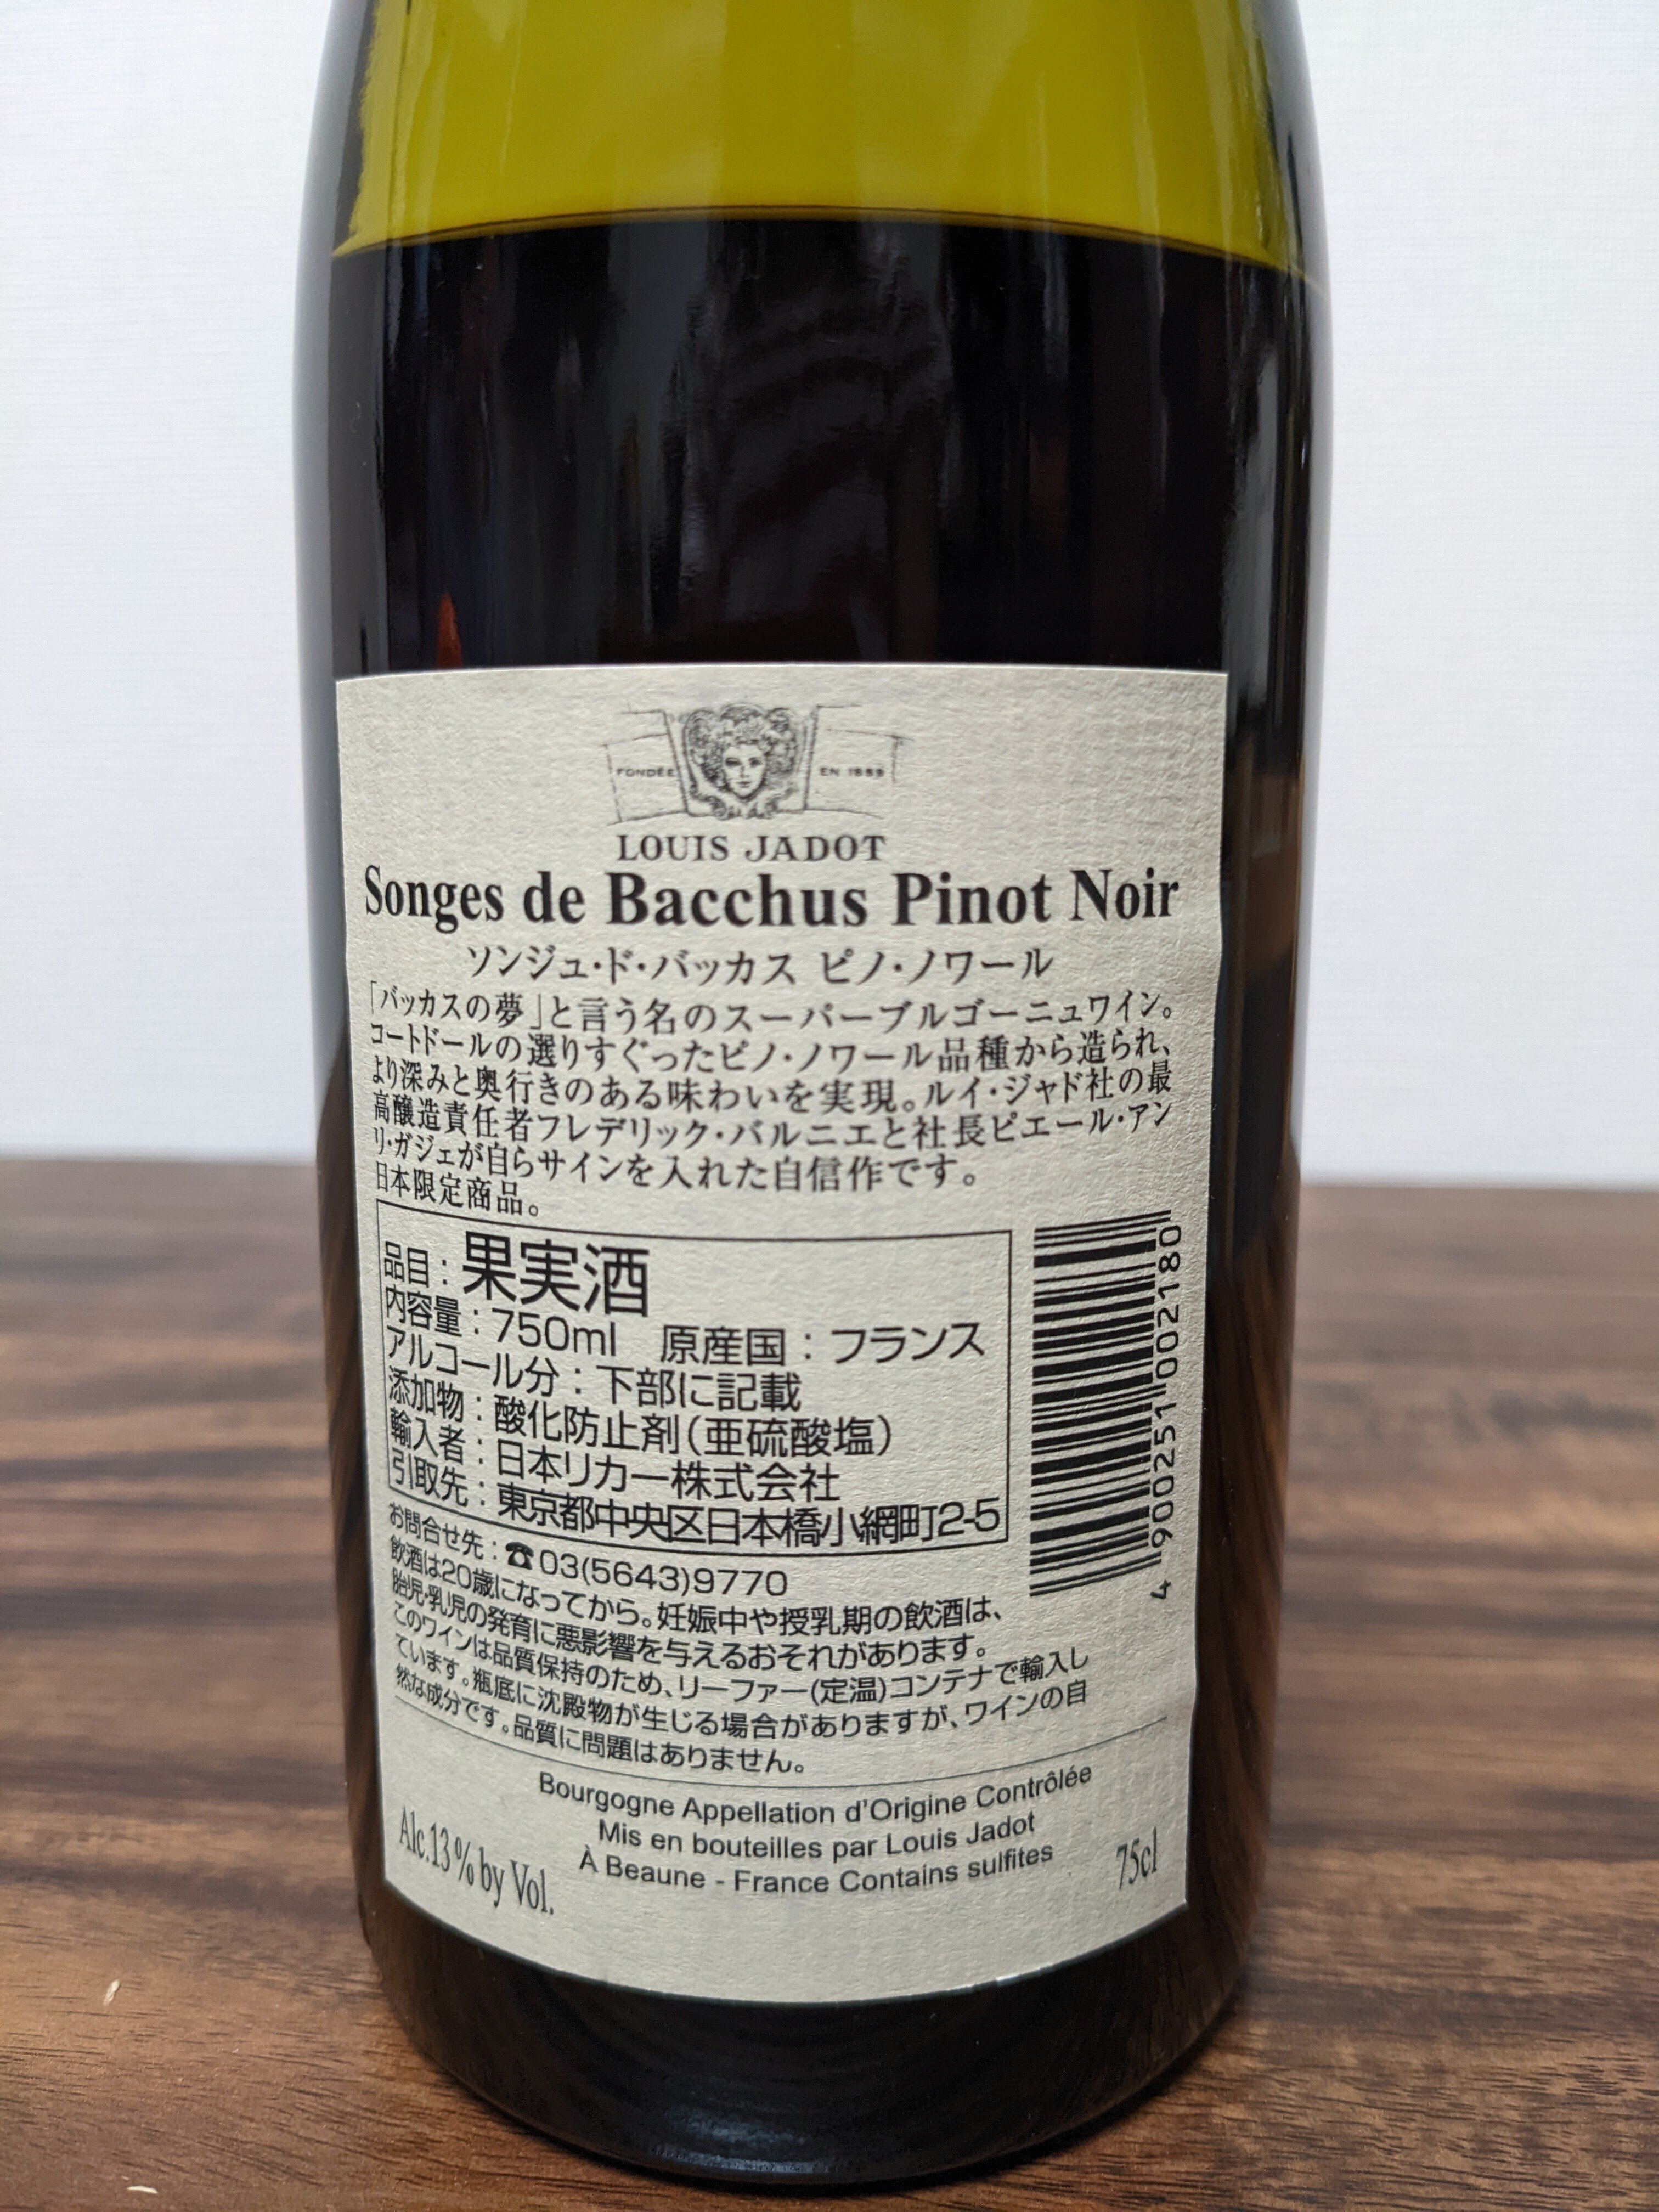 FONDÉE EN 1859
LOUIS JADOT
Songes de Bacchus Pinot Noir
ソンジュ・ド・バッカス ピノ・ノワール
「バッカスの夢」と言う名のスーパーブルゴーニュワイン。
コートドールの選りすぐったピノ・ノワール品種から造られ、
より深みと奥行きのある味わいを実現。ルイ・ジャド社の最
高醸造責任者フレデリック・バルニエと社長ピエール・アン
リ・ガジェが自らサインを入れた自信作です。
日本限定商品。
品目：果実酒
内容量：750ml 原産国：フランス
アルコール分：下部に記載
添加物：酸化防止剤（亜硫酸塩）
輸入者：日本リカー株式会社
引取先：東京都中央区日本橋小網町2-5
4 900251 002180
お問合せ先：☎03(5643)9770
飲酒は20歳になってから。妊娠中や授乳期の飲酒は、
胎児・乳児の発育に悪影響を与えるおそれがあります。
このワインは品質保持のため、リーファー(定温)コンテナで輸入し
ています。瓶底に沈殿物が生じる場合がありますが、ワインの自
然な成分です。品質に問題はありません。
Bourgogne Appellation d'Origine Contrôlée
Mis en bouteilles par Louis Jadot
À Beaune - France Contains sulfites
Alc.13% by Vol.
75cl